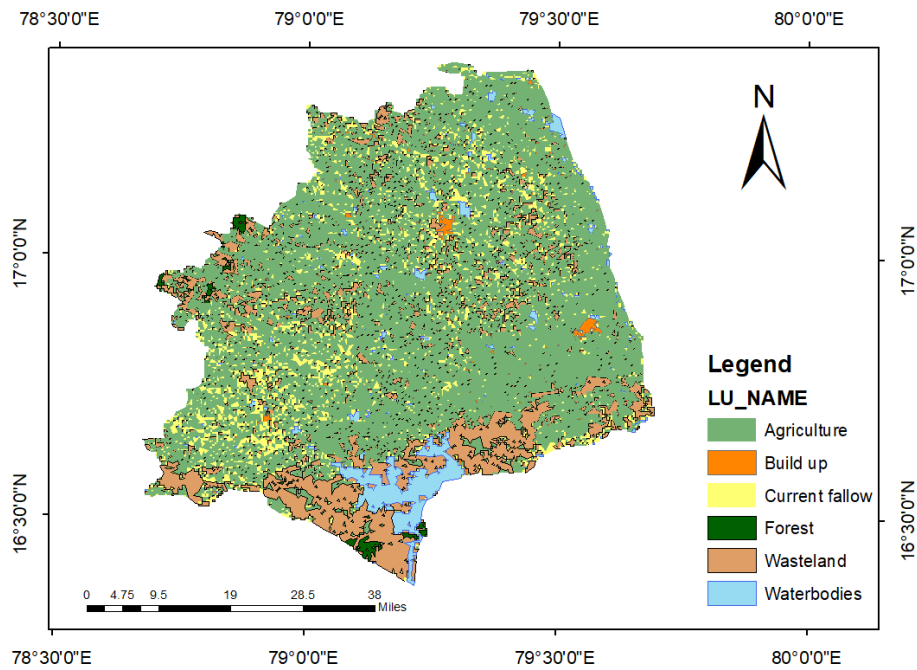 78°30'0"E 79°0'0"E 79°30'0"E 80°0'0"E
N
17°0'0"N 17°0'0"N
Legend
LU_NAME
Agriculture
Build up
Current fallow
Forest
Wasteland
Waterbodies
16°30'0"N 16°30'0"N
0 4.75 9.5 19 28.5 38
Miles
78°30'0"E 79°0'0"E 79°30'0"E 80°0'0"E